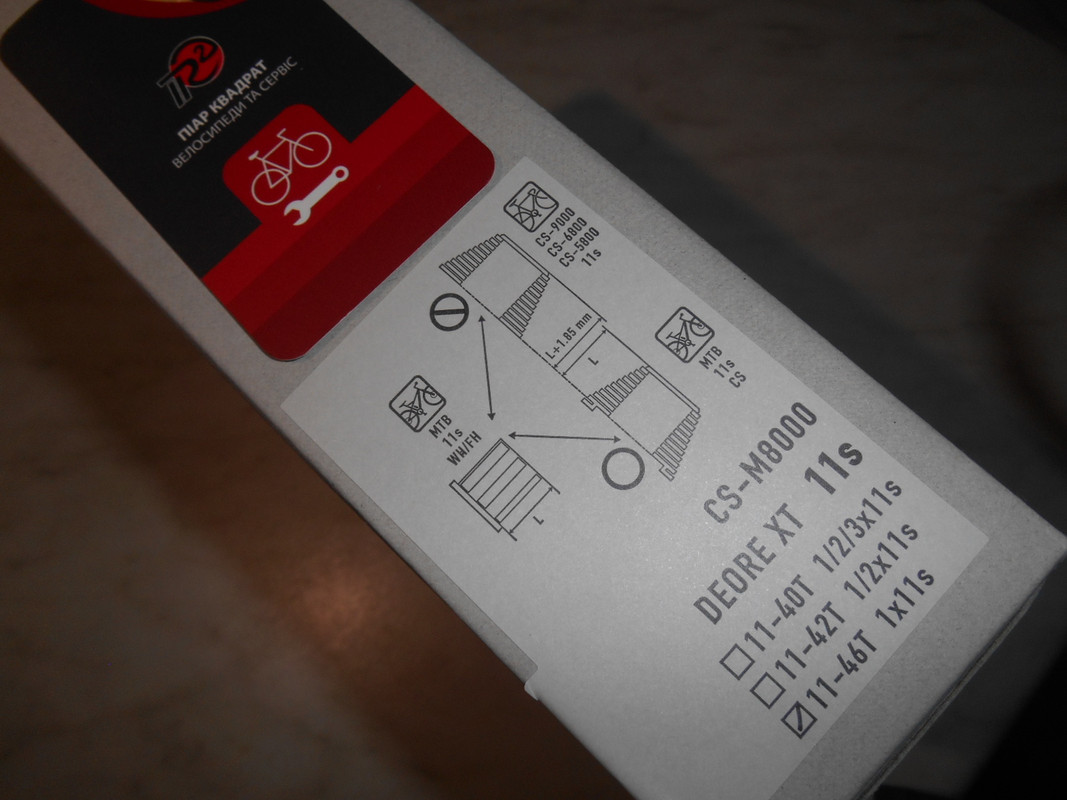 ПR2
ПІАР КВАДРАТ
ВЕЛОСИПЕДИ ТА СЕРВІС
CS-9000
CS-6800
CS-5800
11s
L+1.85 mm
L
MTB
11s
CS
MTB
11s
WH/FH
L
CS-M8000
DEORE XT 11s
11-40T 1/2/3x11s
11-42T 1/2x11s
11-46T 1x11s